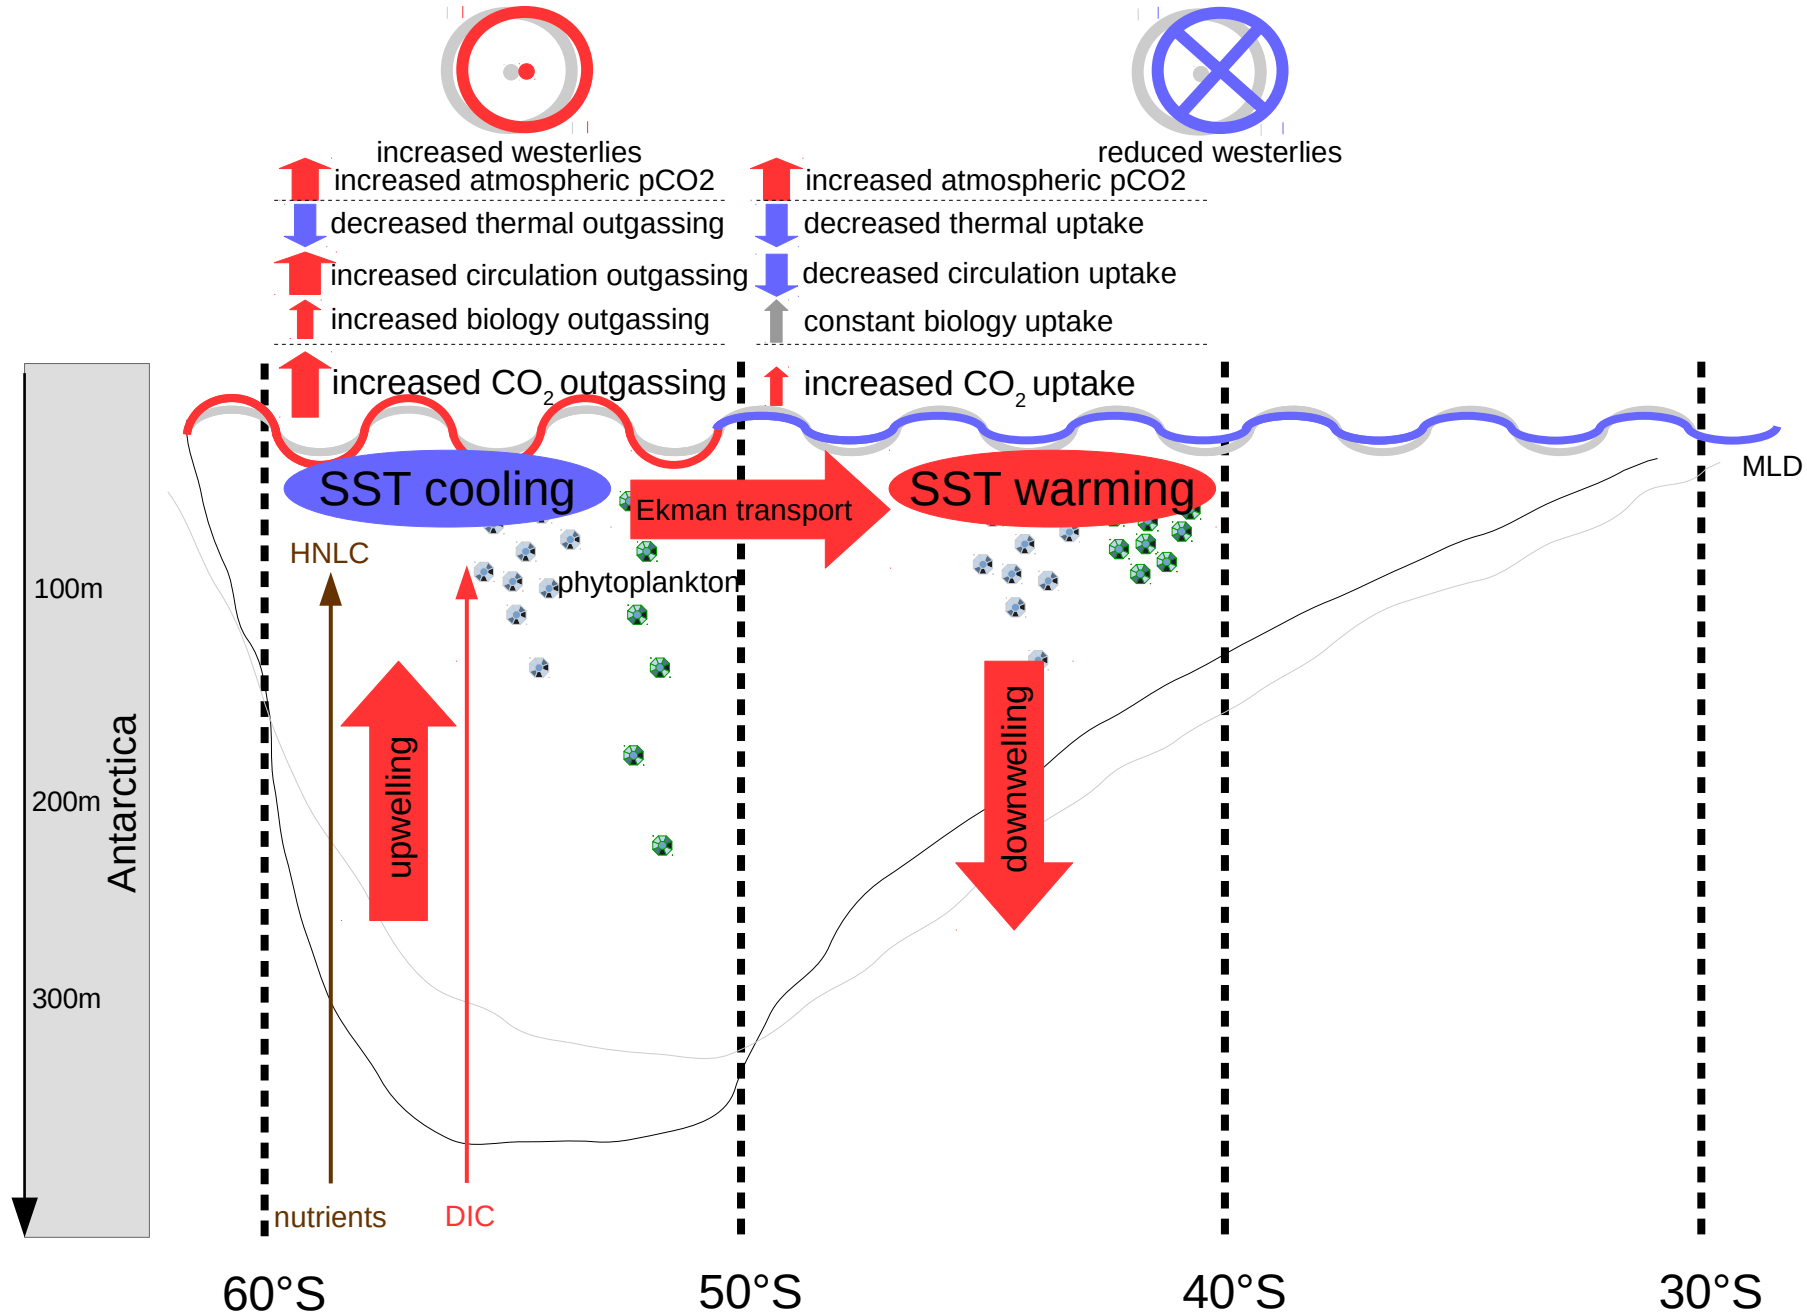 increased westerlies
reduced westerlies
increased atmospheric pCO2
decreased thermal outgassing
increased circulation outgassing
increased biology outgassing
increased CO2 outgassing
increased atmospheric pCO2
decreased thermal uptake
decreased circulation uptake
constant biology uptake
increased CO2 uptake
MLD
SST cooling
Ekman transport
SST warming
HNLC
phytoplankton
100m
200m
300m
Antarctica
upwelling
downwelling
nutrients
DIC
60°S
50°S
40°S
30°S